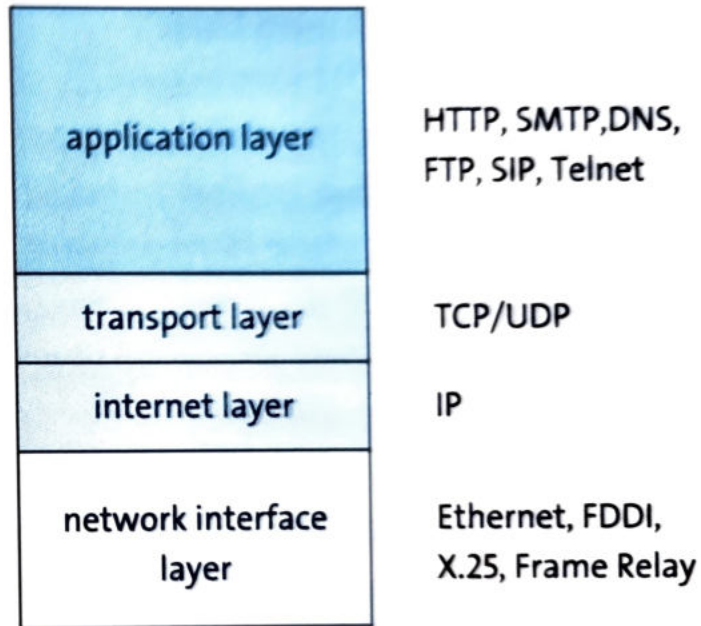 application layer
HTTP, SMTP,DNS,
FTP, SIP, Telnet
transport layer
TCP/UDP
internet layer
IP
network interface
layer
Ethernet, FDDI,
X.25, Frame Relay